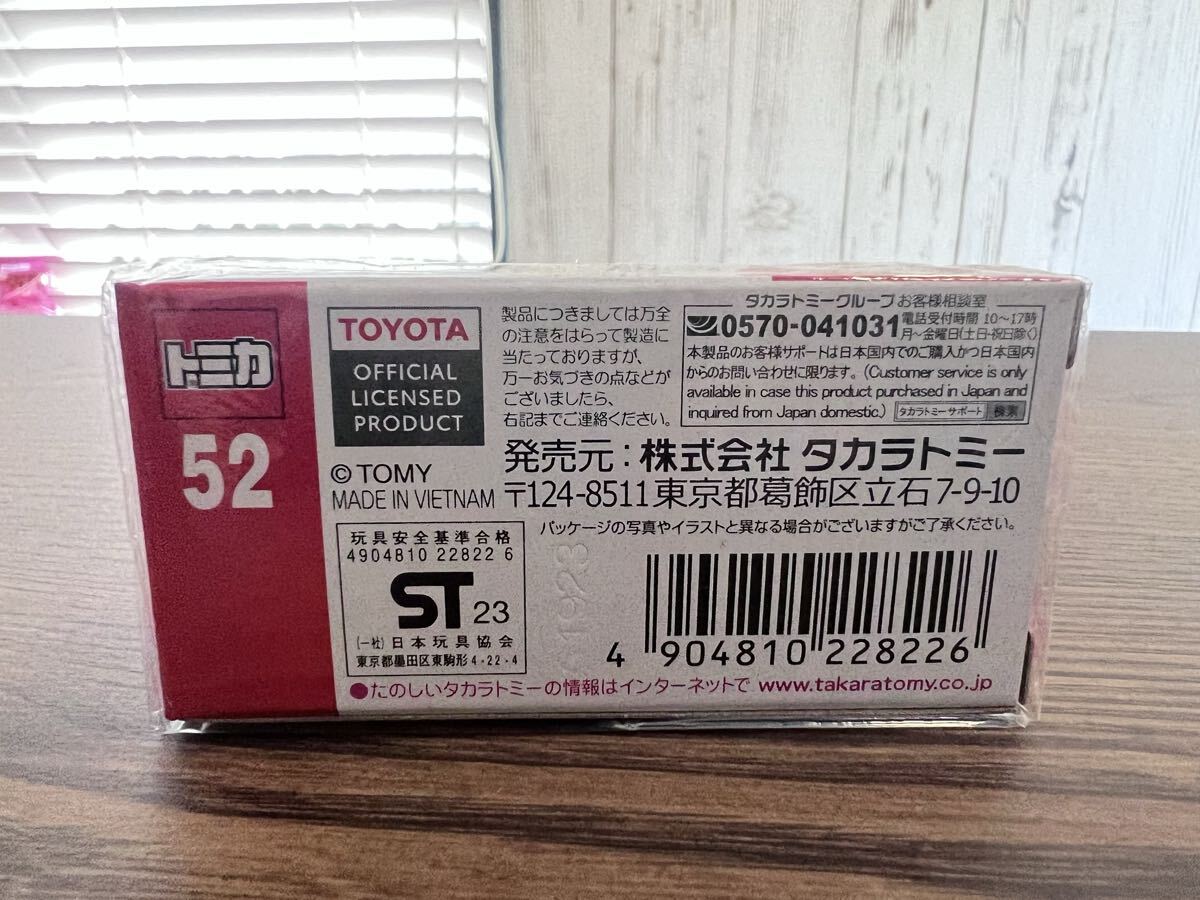 トミカ
52
TOYOTA
OFFICIAL
LICENSED
PRODUCT
© TOMY
MADE IN VIETNAM
製品につきましては万全
の注意をはらって製造に
当たっておりますが、
万一お気づきの点などが
ございましたら、
右記までご連絡ください。
タカラトミーグループ お客様相談室
0570-041031
電話受付時間 10〜17時
月〜金曜日(土日・祝日除く)
本製品のお客様サポートは日本国内でのご購入かつ日本国内
からのお問い合わせに限ります。(Customer service is only
available in case this product purchased in Japan and
inquired from Japan domestic.)
タカラトミーサポート 検索
発売元：株式会社 タカラトミー
〒124-8511 東京都葛飾区立石7-9-10
パッケージの写真やイラストと異なる場合がございますがご了承ください。
玩具安全基準合格
4904810 22822 6
ST 23
(一社)日本玩具協会
東京都墨田区東駒形4-22-4
4 904810 228226
●たのしいタカラトミーの情報はインターネットで www.takaratomy.co.jp